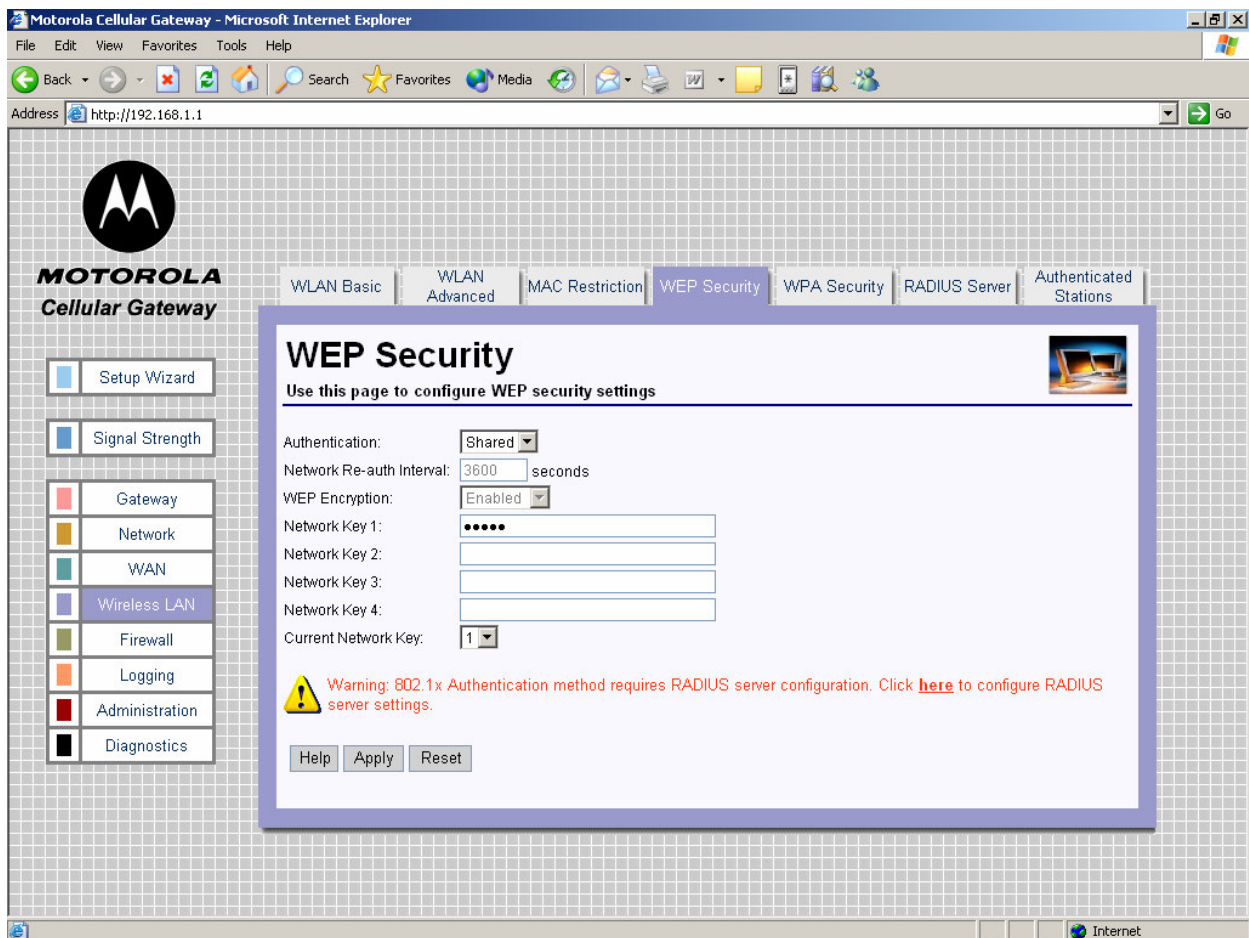 Motorola Cellular Gateway - Microsoft Internet Explorer
File Edit View Favorites Tools Help
Back Search Favorites Media
Address http://192.168.1.1 Go
MOTOROLA
Cellular Gateway
WLAN Basic
WLAN Advanced
MAC Restriction
WEP Security
WPA Security
RADIUS Server
Authenticated Stations
Setup Wizard
Signal Strength
Gateway
Network
WAN
Wireless LAN
Firewall
Logging
Administration
Diagnostics
WEP Security
Use this page to configure WEP security settings
Authentication: Shared
Network Re-auth Interval: 3600 seconds
WEP Encryption: Enabled
Network Key 1: •••••
Network Key 2:
Network Key 3:
Network Key 4:
Current Network Key: 1
Warning: 802.1x Authentication method requires RADIUS server configuration. Click here to configure RADIUS
server settings.
Help Apply Reset
Internet